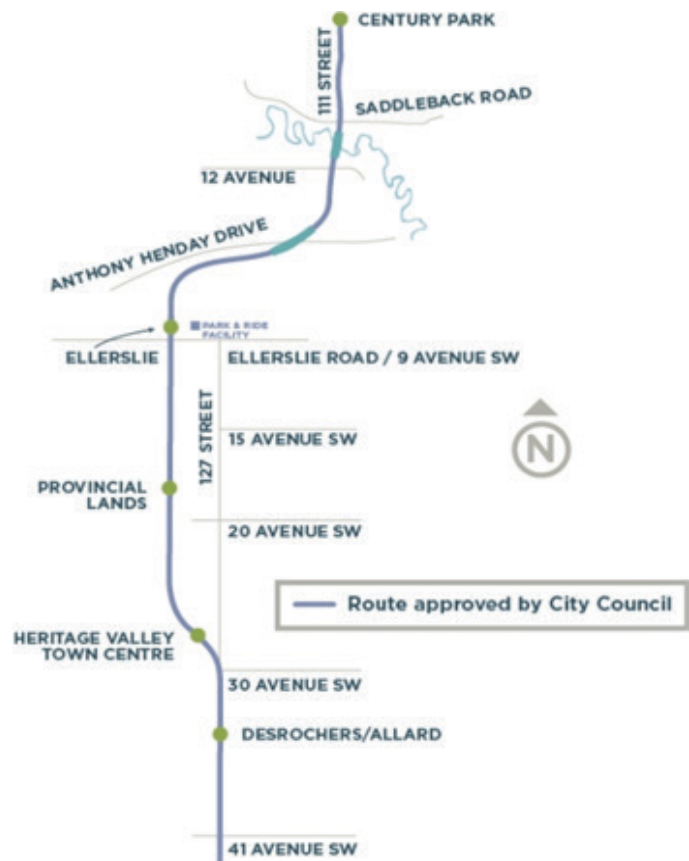 CENTURY PARK
111 STREET
SADDLEBACK ROAD
12 AVENUE
ANTHONY HENDAY DRIVE
PARK & RIDE
FACILITY
ELLERSLIE
ELLERSLIE ROAD / 9 AVENUE SW
127 STREET
15 AVENUE SW
N
PROVINCIAL
LANDS
20 AVENUE SW
Route approved by City Council
HERITAGE VALLEY
TOWN CENTRE
30 AVENUE SW
DESROCHERS/ALLARD
41 AVENUE SW